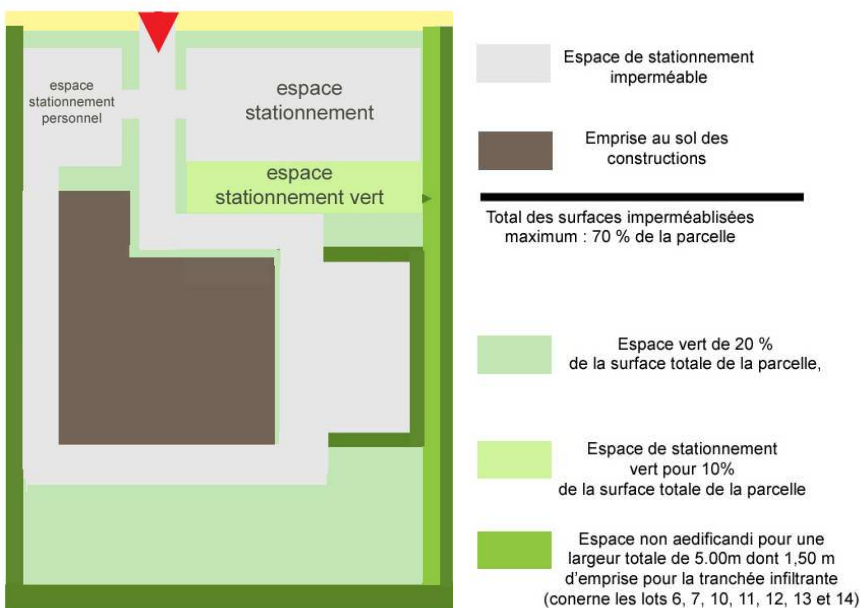 espace
stationnement
personnel
espace
stationnement
espace
stationnement vert
Espace de stationnement
imperméable
Emprise au sol des
constructions
Total des surfaces imperméablisées
maximum : 70 % de la parcelle
Espace vert de 20 %
de la surface totale de la parcelle,
Espace de stationnement
vert pour 10%
de la surface totale de la parcelle
Espace non aedificandi pour une
largeur totale de 5.00m dont 1,50 m
d'emprise pour la tranchée infiltrante
(conerne les lots 6, 7, 10, 11, 12, 13 et 14)